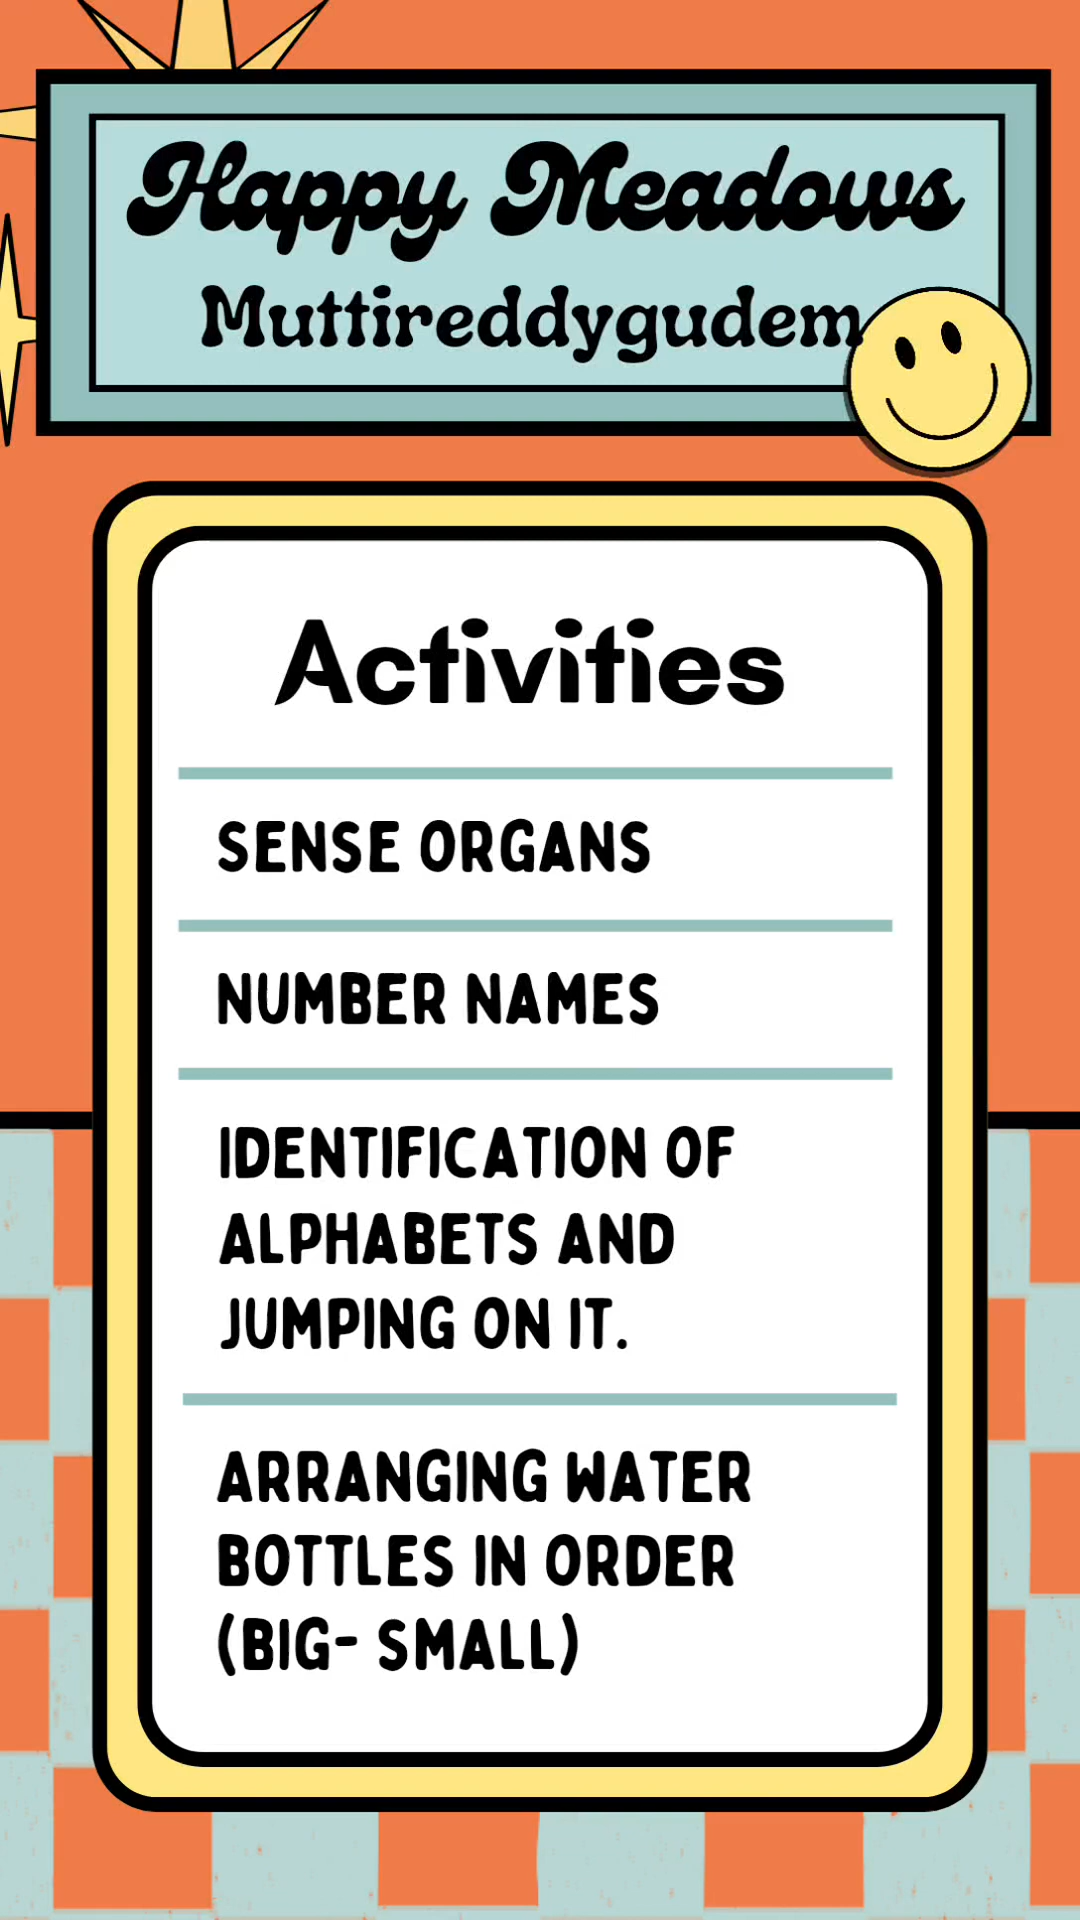 Happy Meadows
Muttireddygudem
Activities
SENSE ORGANS
NUMBER NAMES
IDENTIFICATION OF
ALPHABETS AND
JUMPING ON IT.
ARRANGING WATER
BOTTLES IN ORDER
(BIG- SMALL)